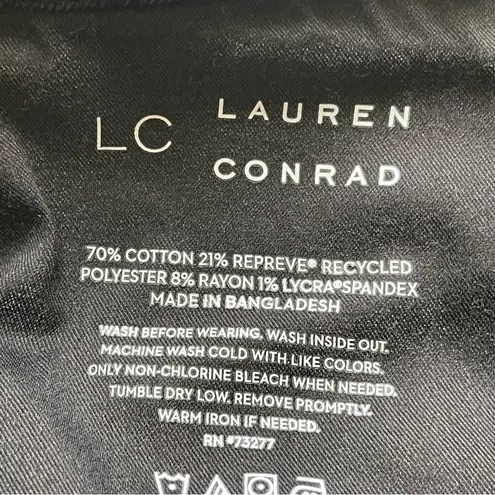 LC LAUREN
CONRAD
70% COTTON 21% REPREVE® RECYCLED
POLYESTER 8% RAYON 1% LYCRA®SPANDEX
MADE IN BANGLADESH
WASH BEFORE WEARING, WASH INSIDE OUT.
MACHINE WASH COLD WITH LIKE COLORS.
ONLY NON-CHLORINE BLEACH WHEN NEEDED.
TUMBLE DRY LOW. REMOVE PROMPTLY.
WARM IRON IF NEEDED.
RN #73277